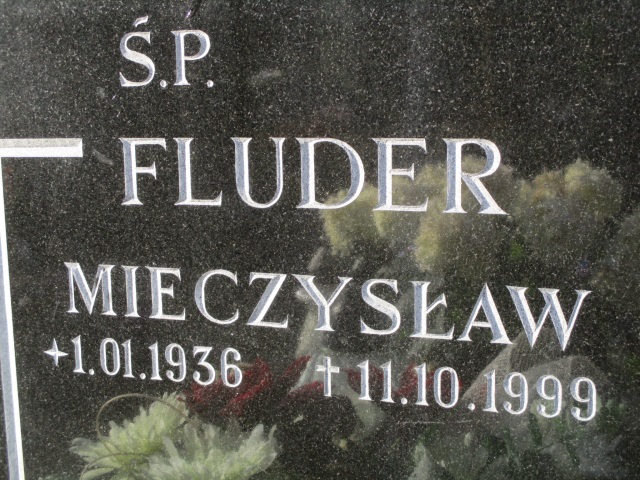 Ś.P.
FLUDER
MIECZYSŁAW
+1.01.1936 †11.10.1999